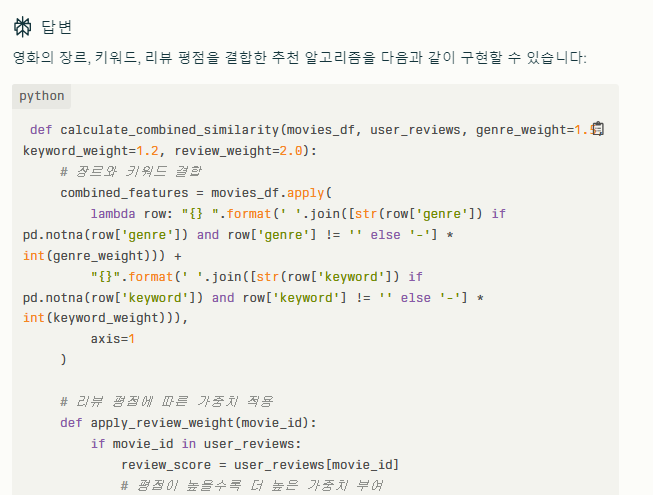 답변
영화의 장르, 키워드, 리뷰 평점을 결합한 추천 알고리즘을 다음과 같이 구현할 수 있습니다:
python
def calculate_combined_similarity(movies_df, user_reviews, genre_weight=1.5,
keyword_weight=1.2, review_weight=2.0):
# 장르와 키워드 결합
combined_features = movies_df.apply(
lambda row: "{} ".format(' '.join([str(row['genre']) if
pd.notna(row['genre']) and row['genre'] != '' else '-'] *
int(genre_weight))) +
"{}".format(' '.join([str(row['keyword']) if
pd.notna(row['keyword']) and row['keyword'] != '' else '-'] *
int(keyword_weight))),
axis=1
)
# 리뷰 평점에 따른 가중치 적용
def apply_review_weight(movie_id):
if movie_id in user_reviews:
review_score = user_reviews[movie_id]
# 평점이 높을수록 더 높은 가중치 부여